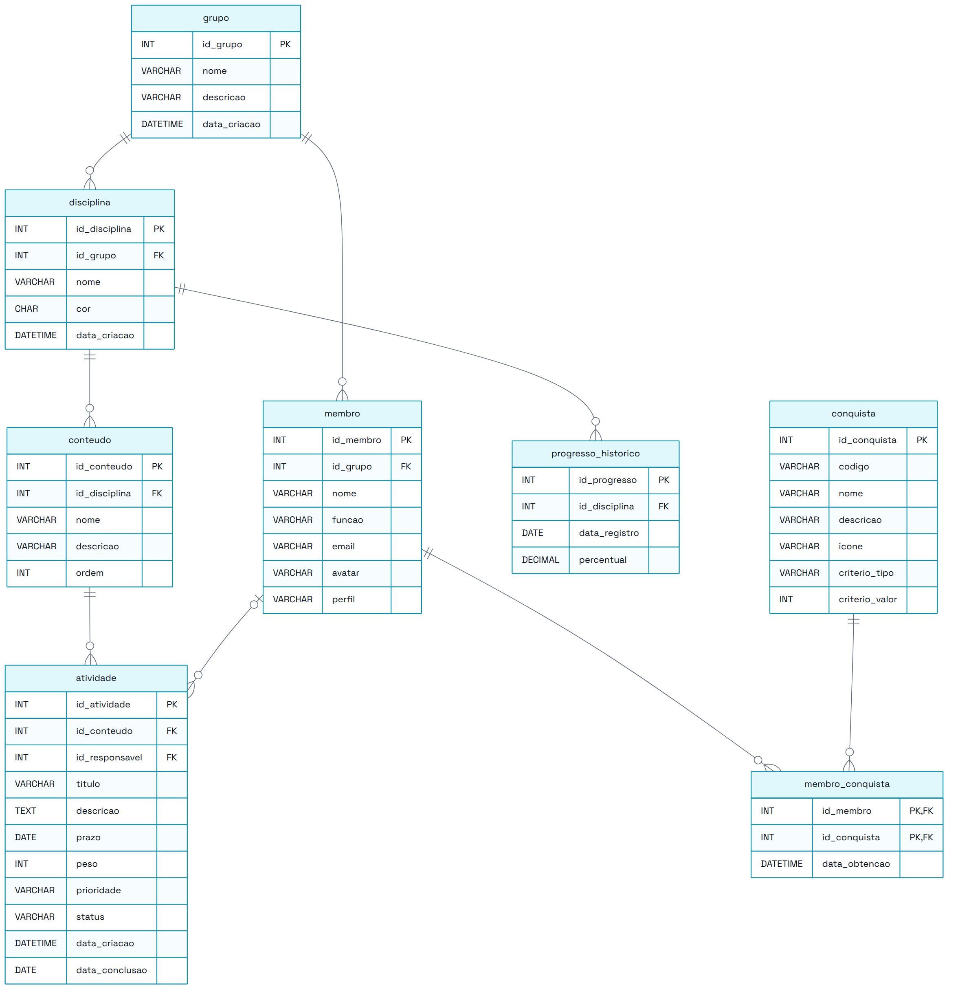 grupo
INT id_grupo PK
VARCHAR nome
VARCHAR descricao
DATETIME data_criacao
disciplina
INT id_disciplina PK
INT id_grupo FK
VARCHAR nome
CHAR cor
DATETIME data_criacao
conteudo
INT id_conteudo PK
INT id_disciplina FK
VARCHAR nome
VARCHAR descricao
INT ordem
membro
INT id_membro PK
INT id_grupo FK
VARCHAR nome
VARCHAR funcao
VARCHAR email
VARCHAR avatar
VARCHAR perfil
progresso_historico
INT id_progresso PK
INT id_disciplina FK
DATE data_registro
DECIMAL percentual
conquista
INT id_conquista PK
VARCHAR codigo
VARCHAR nome
VARCHAR descricao
VARCHAR icone
VARCHAR criterio_tipo
INT criterio_valor
atividade
INT id_atividade PK
INT id_conteudo FK
INT id_responsavel FK
VARCHAR titulo
TEXT descricao
DATE prazo
INT peso
VARCHAR prioridade
VARCHAR status
DATETIME data_criacao
DATE data_conclusao
membro_conquista
INT id_membro PK,FK
INT id_conquista PK,FK
DATETIME data_obtencao